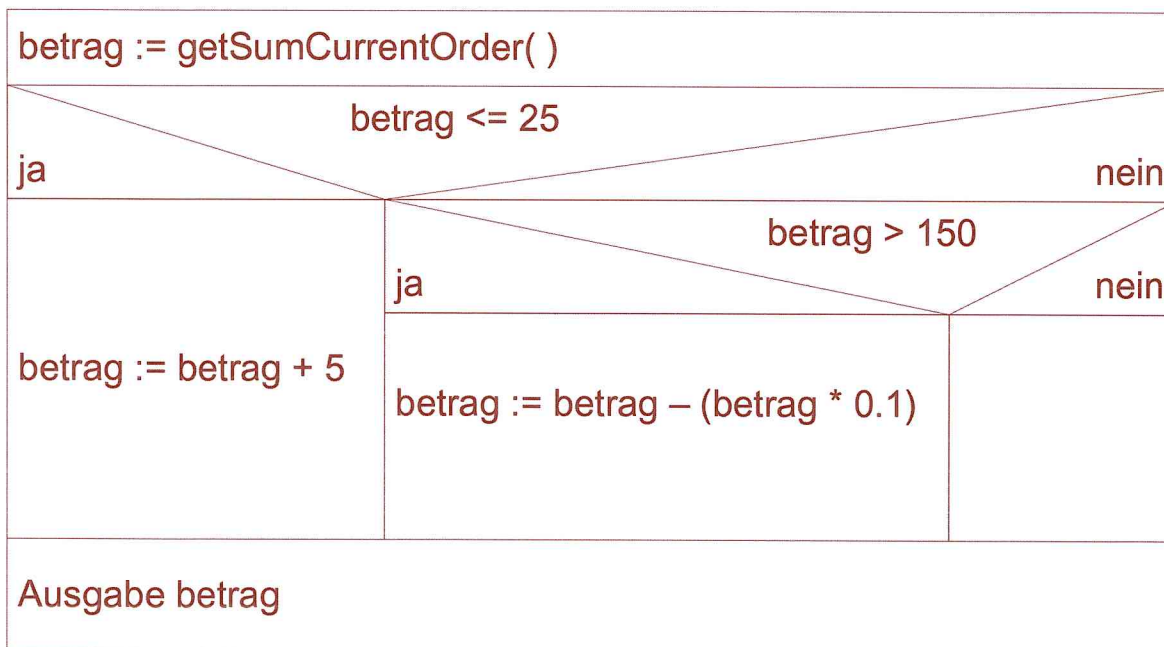 betrag := getSumCurrentOrder( )
betrag <= 25
ja
nein
betrag > 150
ja
nein
betrag := betrag + 5
betrag := betrag – (betrag * 0.1)
Ausgabe betrag